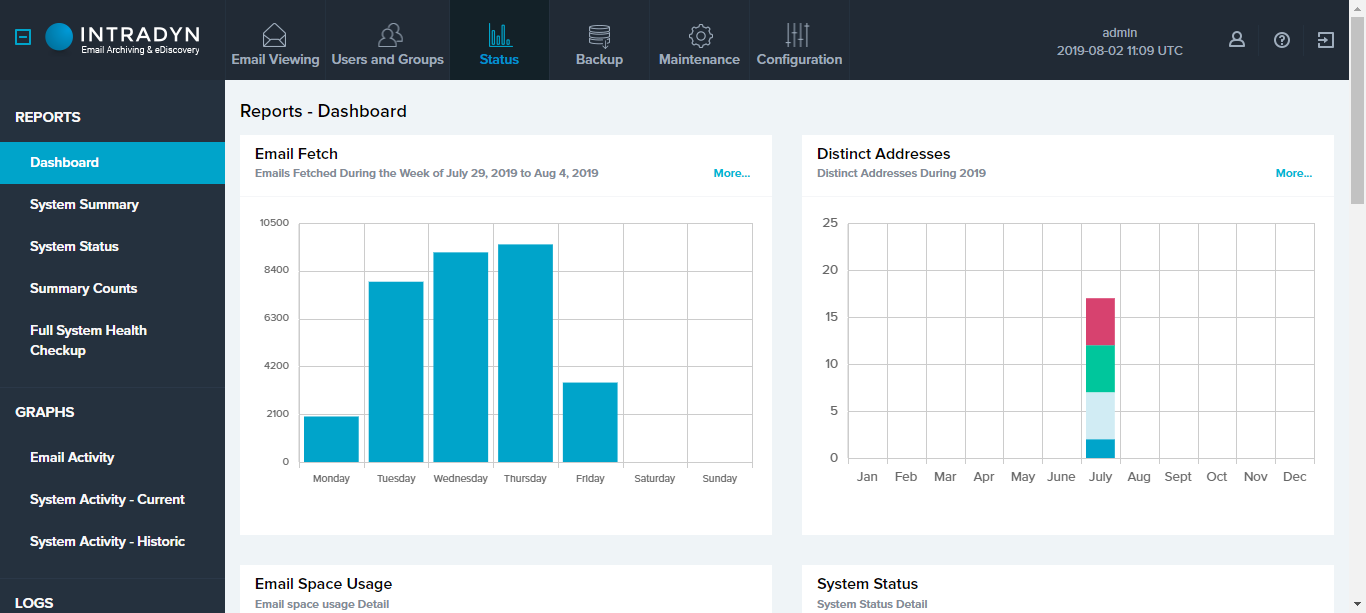 INTRADYN
Email Archiving & eDiscovery
Email Viewing
Users and Groups
Status
Backup
Maintenance
Configuration
admin
2019-08-02 11:09 UTC
REPORTS
Dashboard
System Summary
System Status
Summary Counts
Full System Health
Checkup
GRAPHS
Email Activity
System Activity - Current
System Activity - Historic
LOGS
Reports - Dashboard
Email Fetch
Emails Fetched During the Week of July 29, 2019 to Aug 4, 2019
More...
10500
8400
6300
4200
2100
0
Monday Tuesday Wednesday Thursday Friday Saturday Sunday
Distinct Addresses
Distinct Addresses During 2019
More...
25
20
15
10
5
0
Jan Feb Mar Apr May June July Aug Sept Oct Nov Dec
Email Space Usage
Email space usage Detail
System Status
System Status Detail